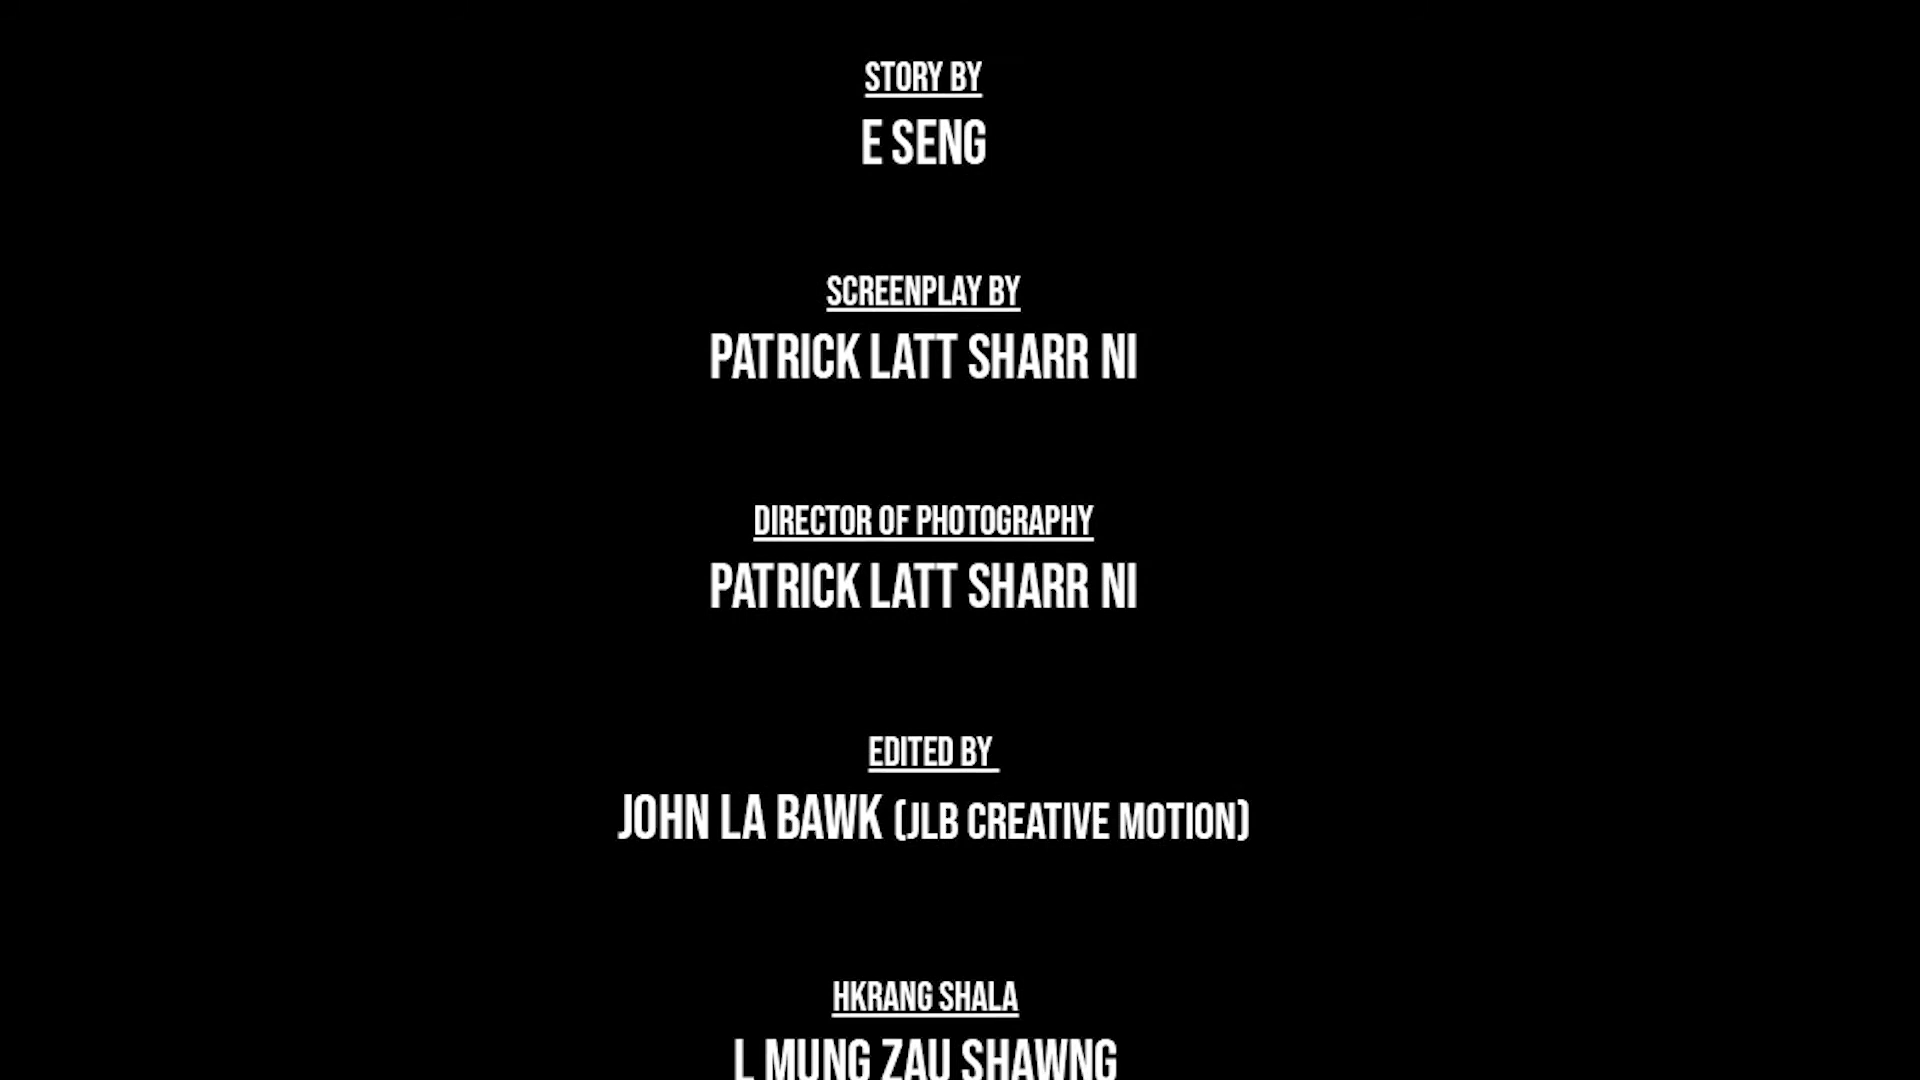 STORY BY
E SENG
SCREENPLAY BY
PATRICK LATT SHARR NI
DIRECTOR OF PHOTOGRAPHY
PATRICK LATT SHARR NI
EDITED BY
JOHN LA BAWK (JLB CREATIVE MOTION)
HKRANG SHALA
L MUNG ZAU SHAWNG